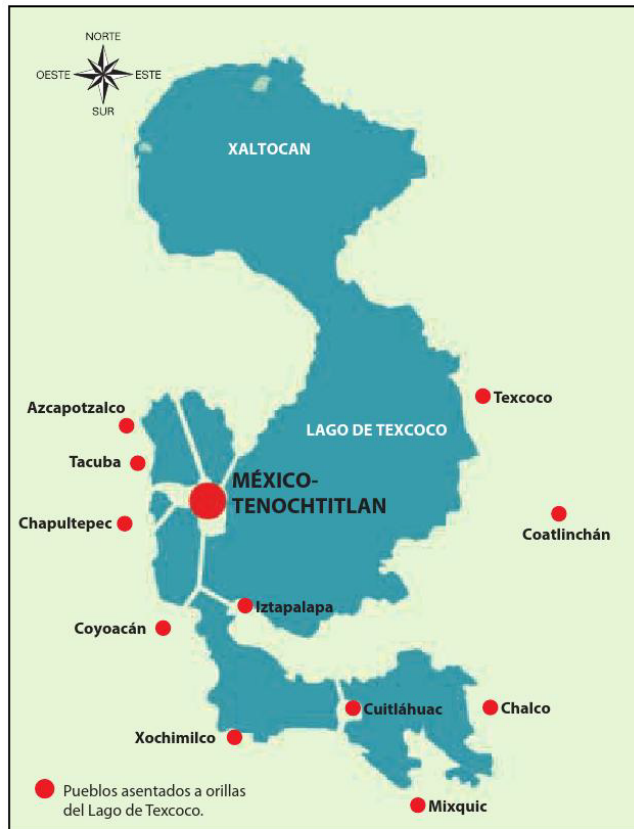 NORTE
OESTE
ESTE
SUR
XALTOCAN
Azcapotzalco
Texcoco
LAGO DE TEXCOCO
Tacuba
MÉXICO-
TENOCHTITLAN
Chapultepec
Coatlinchán
Iztapalapa
Coyoacán
Cuitláhuac
Chalco
Xochimilco
Pueblos asentados a orillas
del Lago de Texcoco.
Mixquic